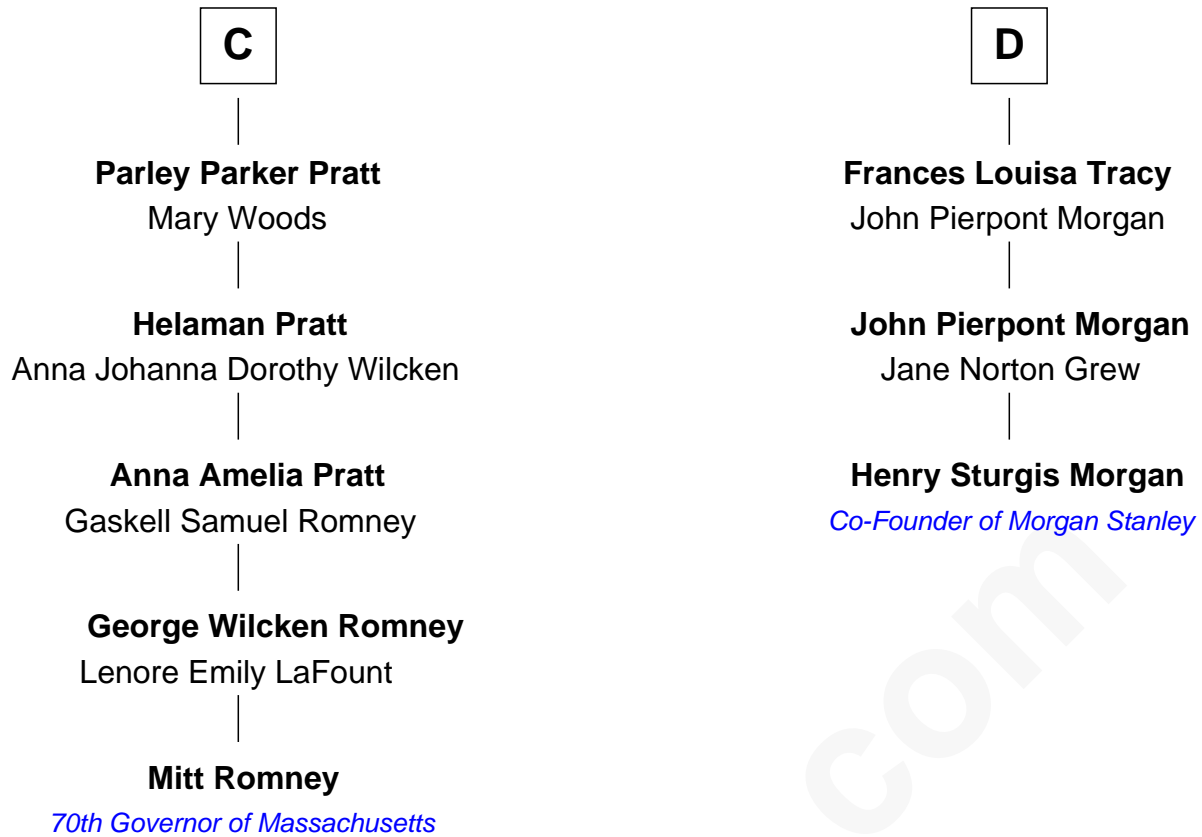 C
Parley Parker Pratt
Mary Woods
Helaman Pratt
Anna Johanna Dorothy Wilcken
Anna Amelia Pratt
Gaskell Samuel Romney
George Wilcken Romney
Lenore Emily LaFount
Mitt Romney
70th Governor of Massachusetts
D
Frances Louisa Tracy
John Pierpont Morgan
John Pierpont Morgan
Jane Norton Grew
Henry Sturgis Morgan
Co-Founder of Morgan Stanley
com